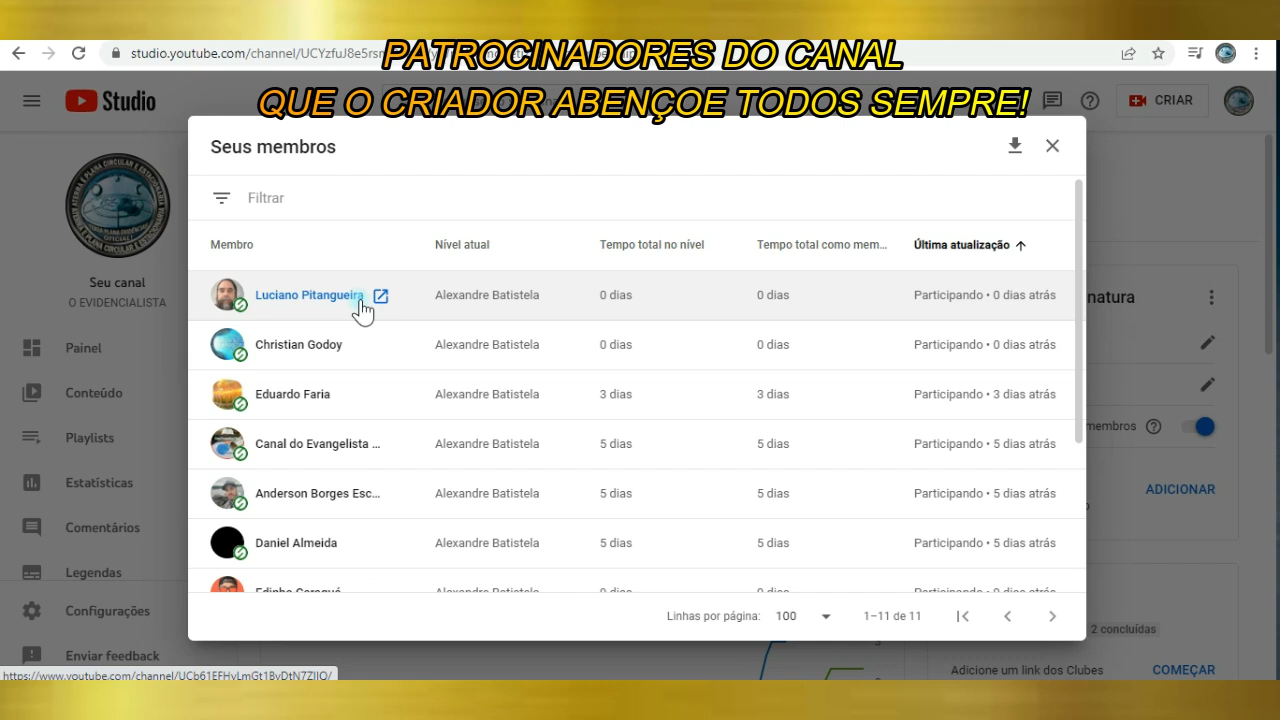 studio.youtube.com/channel/UCYzfuJ8e5rsr
PATROCINADORES DO CANAL
QUE O CRIADOR ABENÇOE TODOS SEMPRE!
Studio
CRIAR
Seus membros
Filtrar
Membro Nível atual Tempo total no nível Tempo total como mem... Última atualização
Luciano Pitangueira Alexandre Batistela 0 dias 0 dias Participando • 0 dias atrás
Christian Godoy Alexandre Batistela 0 dias 0 dias Participando • 0 dias atrás
Eduardo Faria Alexandre Batistela 3 dias 3 dias Participando • 3 dias atrás
Canal do Evangelista ... Alexandre Batistela 5 dias 5 dias Participando • 5 dias atrás
Anderson Borges Esc... Alexandre Batistela 5 dias 5 dias Participando • 5 dias atrás
Daniel Almeida Alexandre Batistela 5 dias 5 dias Participando • 5 dias atrás
Linhas por página: 100 1–11 de 11
Seu canal
O EVIDENCIALISTA
Painel
Conteúdo
Playlists
Estatísticas
Comentários
Legendas
Configurações
Enviar feedback
natura
membros
ADICIONAR
2 concluídas
Adicione um link dos Clubes
COMEÇAR